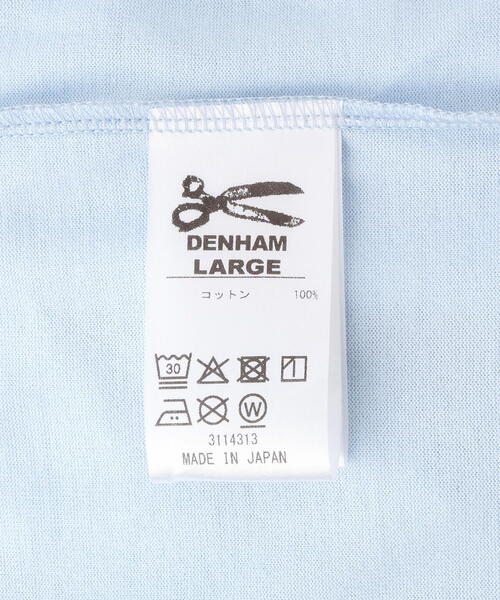 DENHAM
LARGE
コットン 100%
30
W
3114313
MADE IN JAPAN